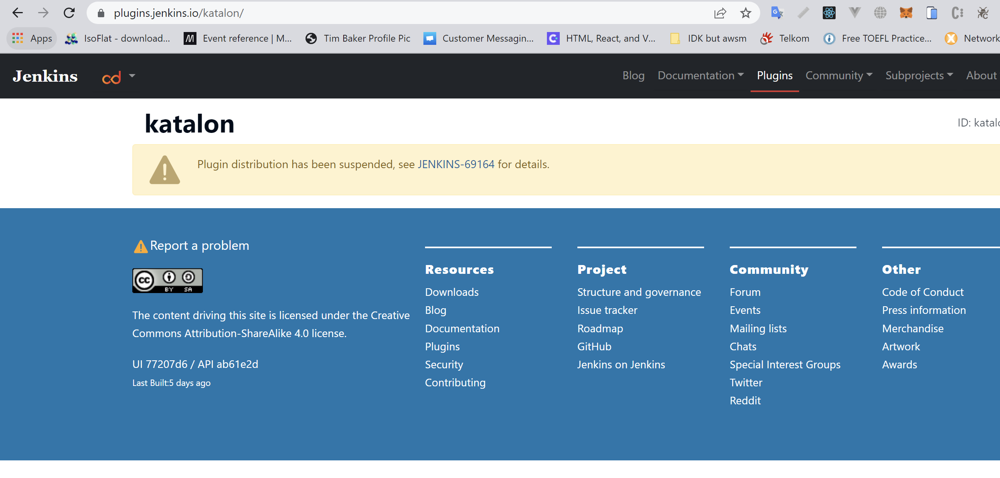 plugins.jenkins.io/katalon/
Apps IsoFlat - download... Event reference | M... Tim Baker Profile Pic Customer Messagin... HTML, React, and V... IDK but awsm Telkom Free TOEFL Practice... Network
Jenkins Blog Documentation Plugins Community Subprojects About
katalon
ID: katalo
Plugin distribution has been suspended, see JENKINS-69164 for details.
Report a problem
CC BY SA
The content driving this site is licensed under the Creative
Commons Attribution-ShareAlike 4.0 license.
UI 77207d6 / API ab61e2d
Last Built:5 days ago
Resources
Downloads
Blog
Documentation
Plugins
Security
Contributing
Project
Structure and governance
Issue tracker
Roadmap
GitHub
Jenkins on Jenkins
Community
Forum
Events
Mailing lists
Chats
Special Interest Groups
Twitter
Reddit
Other
Code of Conduct
Press information
Merchandise
Artwork
Awards